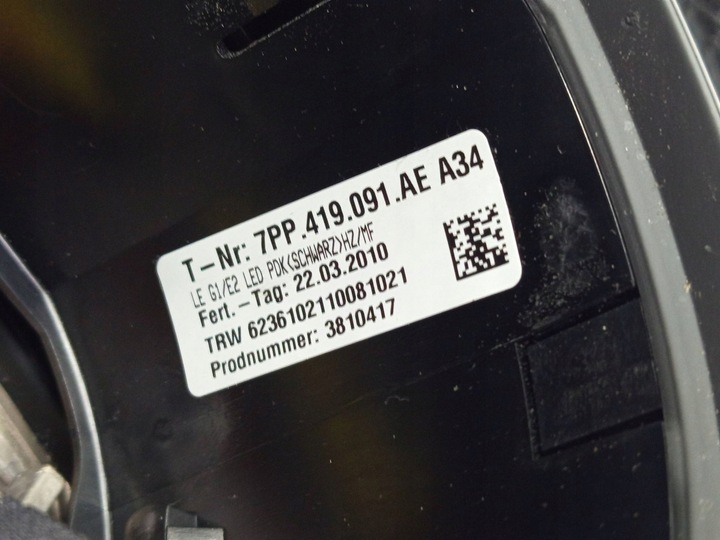 T-Nr: 7PP.419.091.AE A34
LE G1/E2 LED PDK(SCHWARZ)HZ/MF
Fert.-Tag: 22.03.2010
TRW 6236102110081021
Prodnummer: 3810417